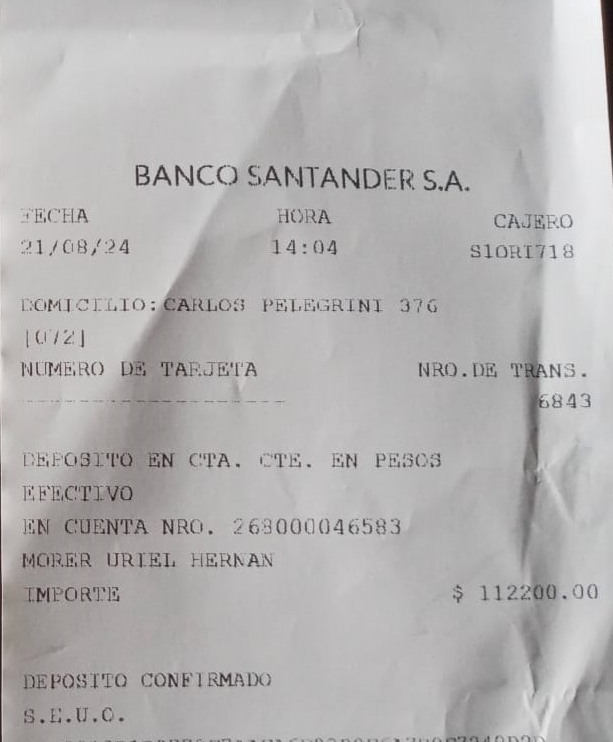 BANCO SANTANDER S.A.
FECHA HORA CAJERO
21/08/24 14:04 S1ORI718
DOMICILIO:CARLOS PELEGRINI 376
[072]
NUMERO DE TARJETA NRO.DE TRANS.
-------------------- 6843
DEPOSITO EN CTA. CTE. EN PESOS
EFECTIVO
EN CUENTA NRO. 268000046583
MORER URIEL HERNAN
IMPORTE $ 112200.00
DEPOSITO CONFIRMADO
S.E.U.O.